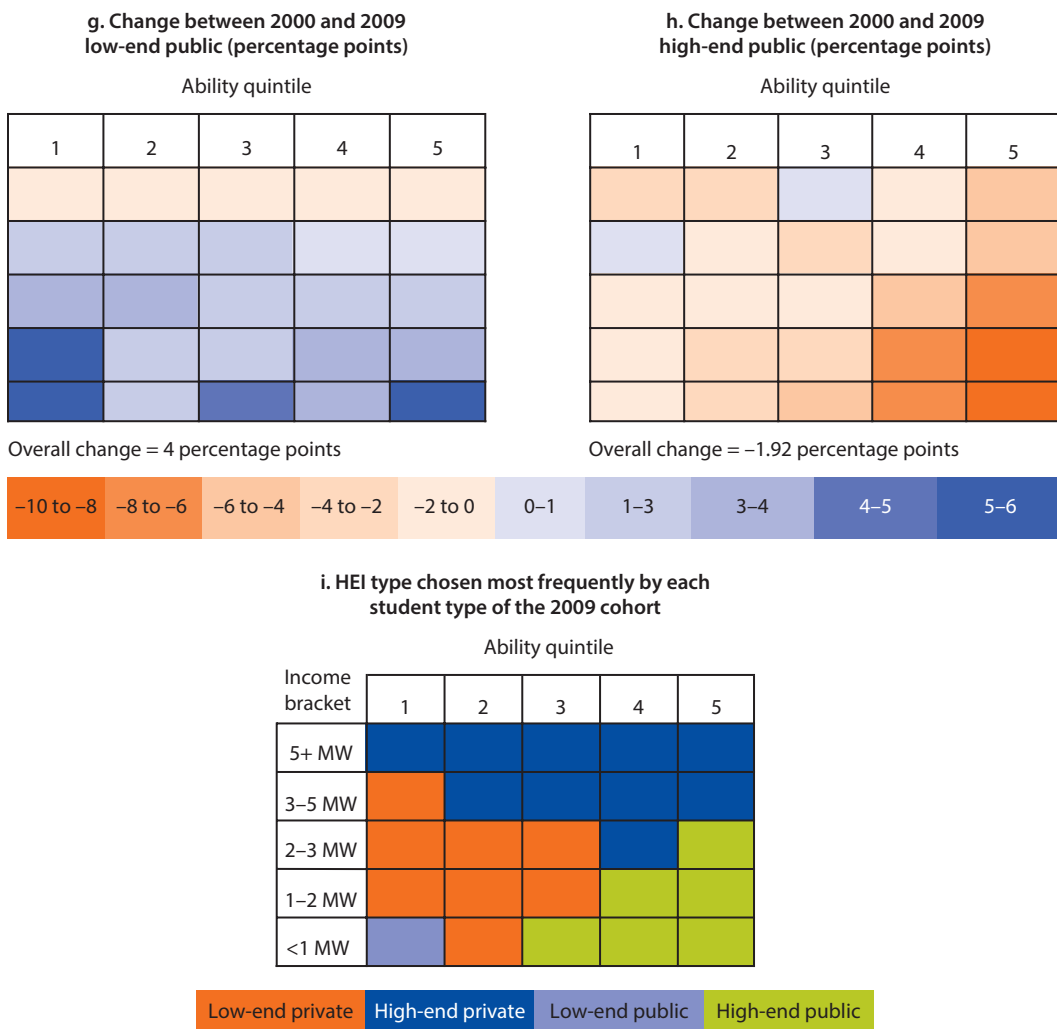 g. Change between 2000 and 2009
low-end public (percentage points)
Ability quintile
1 2 3 4 5
Overall change = 4 percentage points
h. Change between 2000 and 2009
high-end public (percentage points)
Ability quintile
1 2 3 4 5
Overall change = –1.92 percentage points
–10 to –8 –8 to –6 –6 to –4 –4 to –2 –2 to 0 0–1 1–3 3–4 4–5 5–6
i. HEI type chosen most frequently by each
student type of the 2009 cohort
Ability quintile
Income
bracket
1 2 3 4 5
5+ MW
3–5 MW
2–3 MW
1–2 MW
<1 MW
Low-end private High-end private Low-end public High-end public